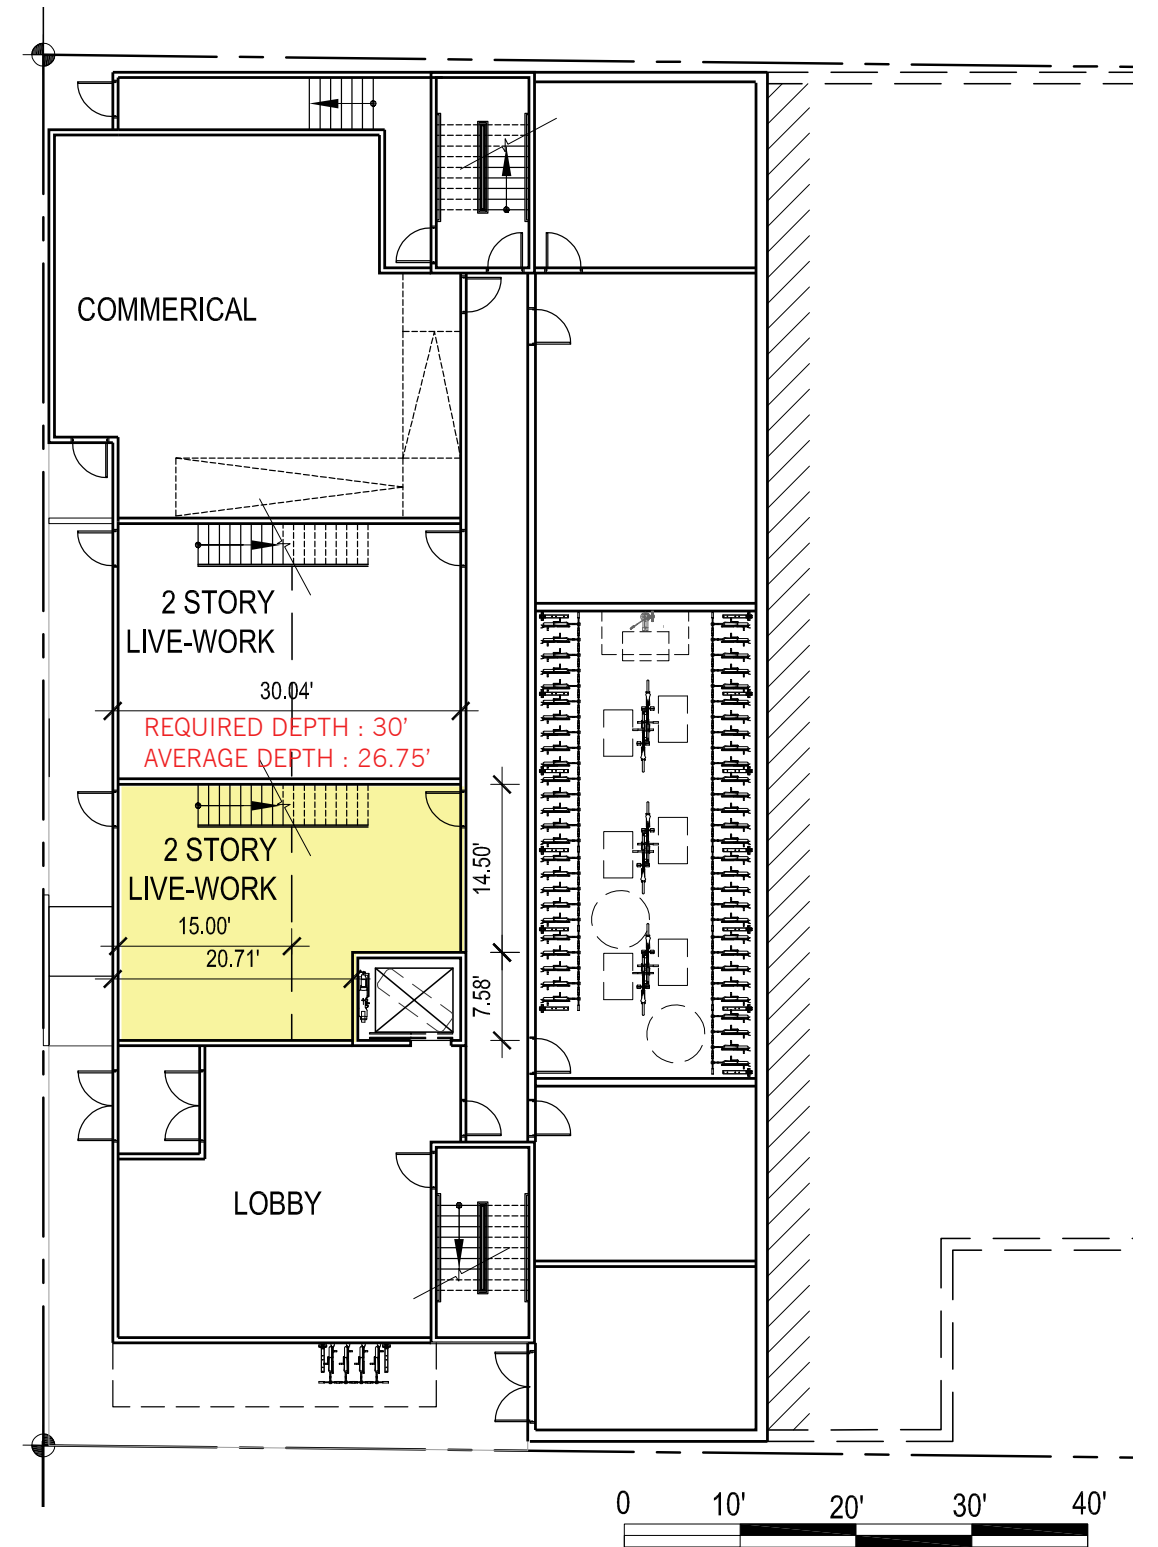 COMMERICAL
2 STORY
LIVE-WORK
30.04'
REQUIRED DEPTH : 30'
AVERAGE DEPTH : 26.75'
2 STORY
LIVE-WORK
14.50'
15.00'
20.71'
7.58'
LOBBY
0 10' 20' 30' 40'